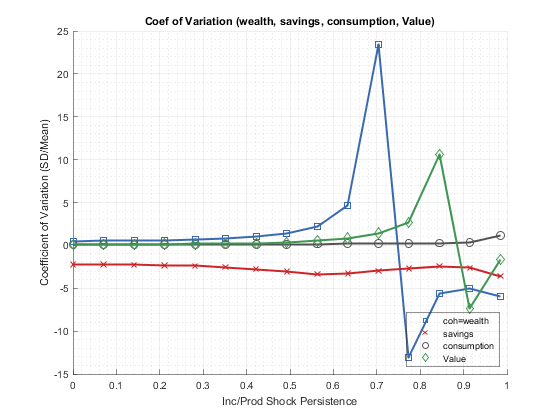 Coef of Variation (wealth, savings, consumption, Value)
25
20
15
10
5
0
-5
-10
-15
Coefficient of Variation (SD/Mean)
0 0.1 0.2 0.3 0.4 0.5 0.6 0.7 0.8 0.9 1
Inc/Prod Shock Persistence
coh=wealth
savings
consumption
Value